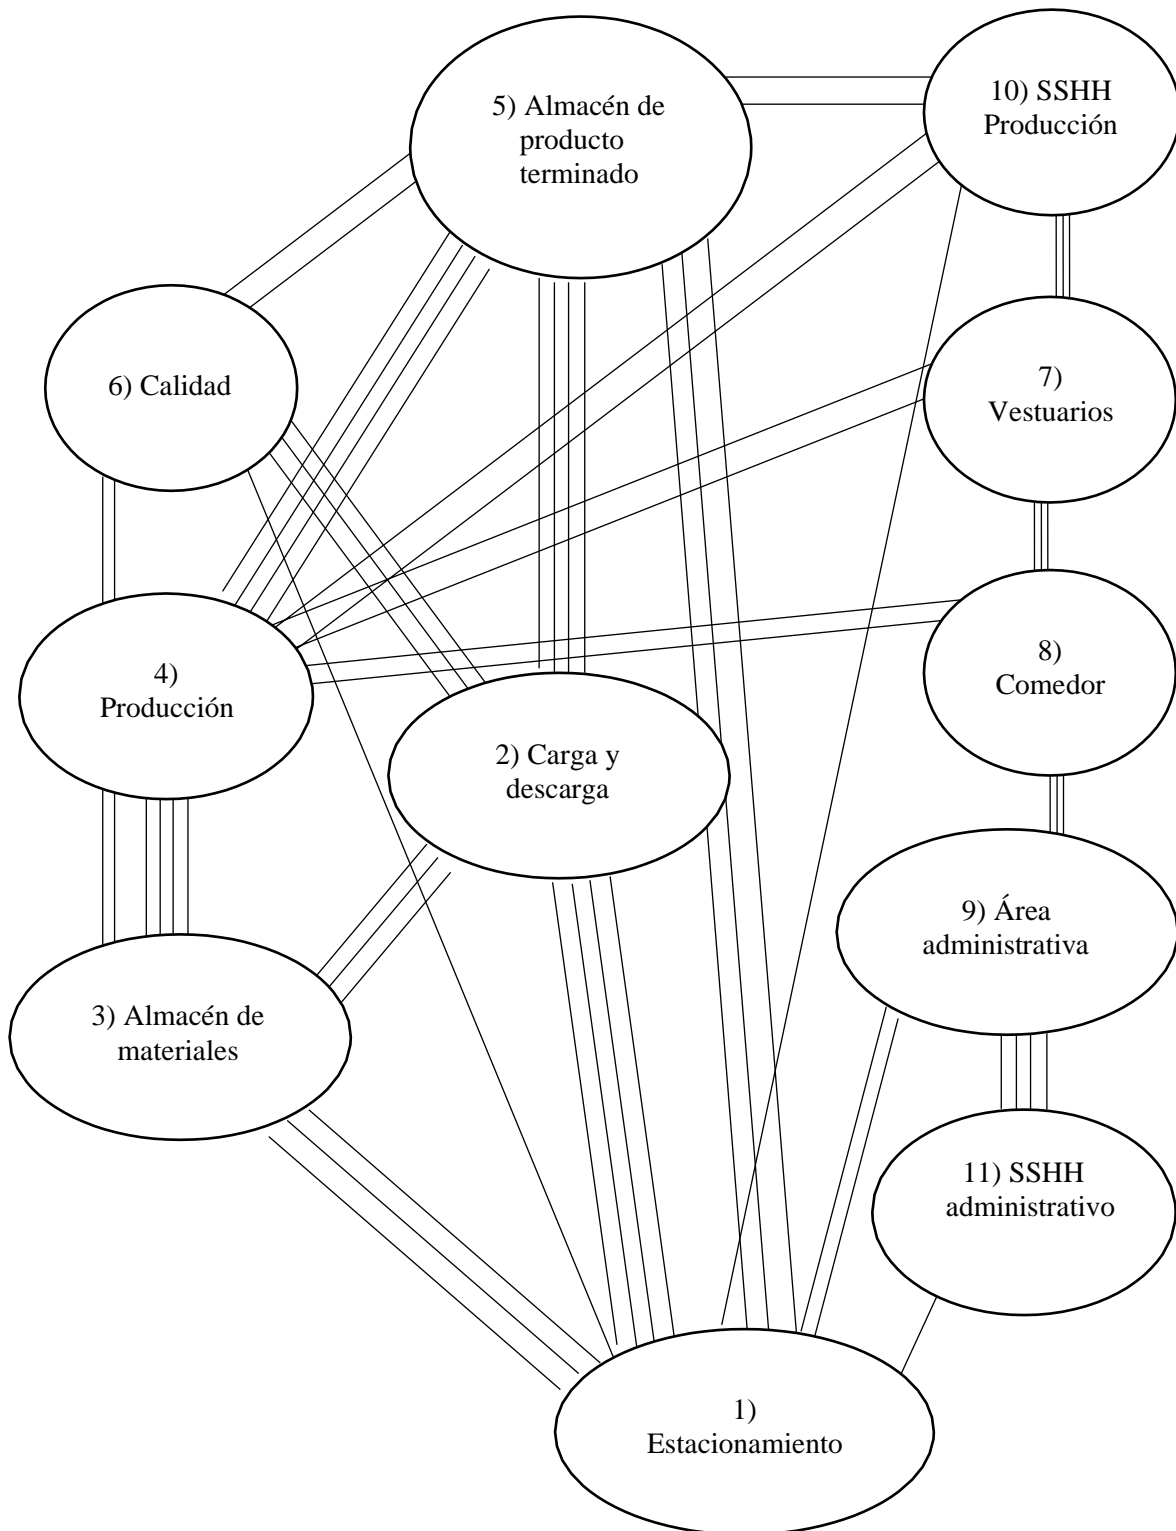 5) Almacén de
producto
terminado
10) SSHH
Producción
6) Calidad
7)
Vestuarios
4)
Producción
8)
Comedor
2) Carga y
descarga
9) Área
administrativa
3) Almacén de
materiales
11) SSHH
administrativo
1)
Estacionamiento